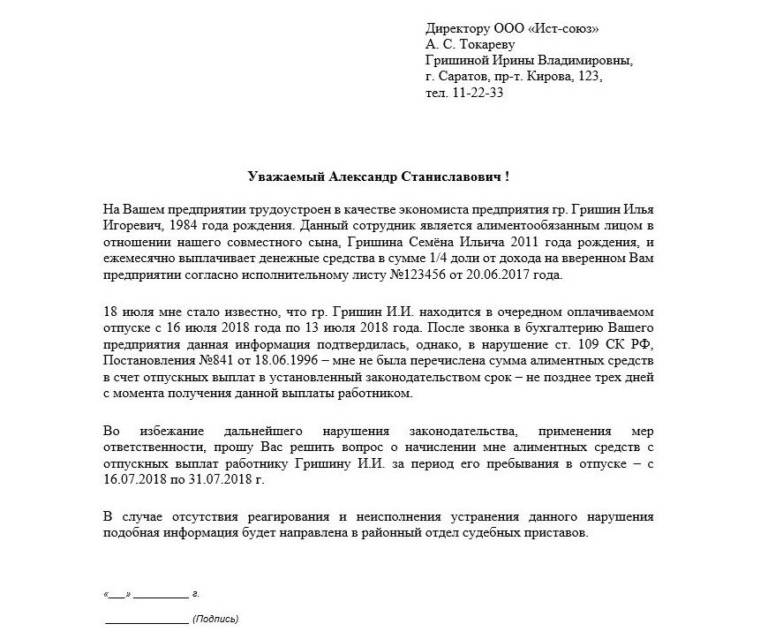 Директору ООО «Ист-союз»
А. С. Токареву
Гришиной Ирины Владимировны,
г. Саратов, пр-т. Кирова, 123,
тел. 11-22-33
Уважаемый Александр Станиславович !
На Вашем предприятии трудоустроен в качестве экономиста предприятия гр. Гришин Илья
Игоревич, 1984 года рождения. Данный сотрудник является алиментообязанным лицом в
отношении нашего совместного сына, Гришина Семёна Ильича 2011 года рождения, и
ежемесячно выплачивает денежные средства в сумме 1/4 доли от дохода на вверенном Вам
предприятии согласно исполнительному листу №123456 от 20.06.2017 года.
18 июля мне стало известно, что гр. Гришин И.И. находится в очередном оплачиваемом
отпуске с 16 июля 2018 года по 13 июля 2018 года. После звонка в бухгалтерию Вашего
предприятия данная информация подтвердилась, однако, в нарушение ст. 109 СК РФ,
Постановления №841 от 18.06.1996 – мне не была перечислена сумма алиментных средств
в счет отпускных выплат в установленный законодательством срок – не позднее трех дней
с момента получения данной выплаты работником.
Во избежание дальнейшего нарушения законодательства, применения мер
ответственности, прошу Вас решить вопрос о начислении мне алиментных средств с
отпускных выплат работнику Гришину И.И. за период его пребывания в отпуске – с
16.07.2018 по 31.07.2018 г.
В случае отсутствия реагирования и неисполнения устранения данного нарушения
подобная информация будет направлена в районный отдел судебных приставов.
«___» __________ г.
_______________ (Подпись)